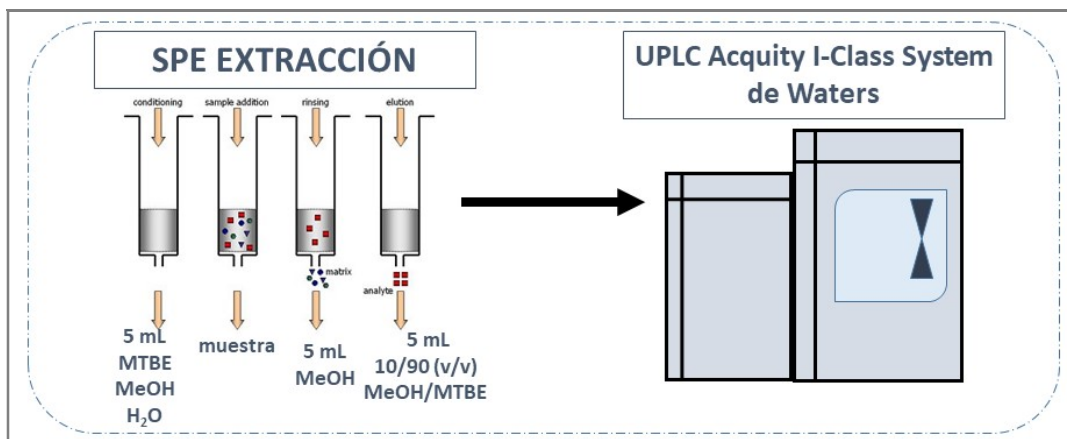 SPE EXTRACCIÓN
UPLC Acquity I-Class System
de Waters
conditioning
sample addition
rinsing
elution
matrix
analyte
5 mL
MTBE
MeOH
H₂O
muestra
5 mL
MeOH
5 mL
10/90 (v/v)
MeOH/MTBE